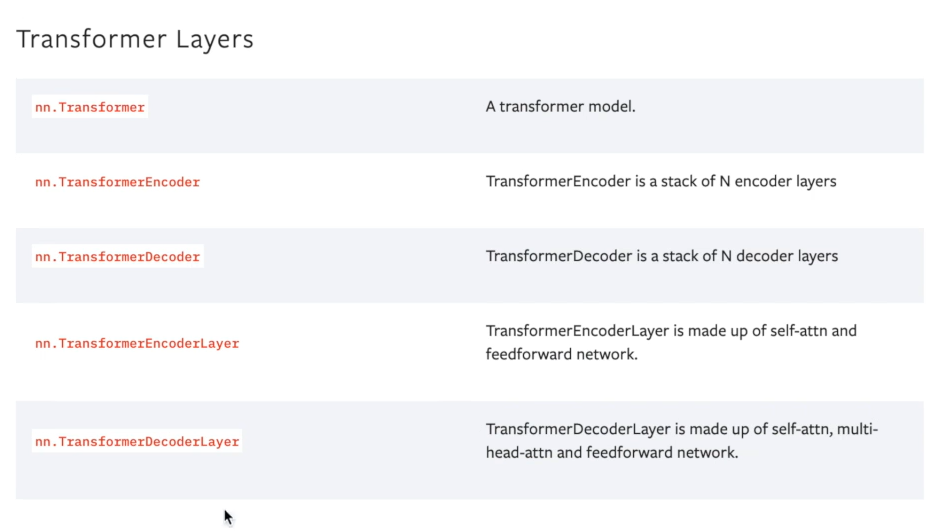 Transformer Layers
nn.Transformer
A transformer model.
nn.TransformerEncoder
TransformerEncoder is a stack of N encoder layers
nn.TransformerDecoder
TransformerDecoder is a stack of N decoder layers
nn.TransformerEncoderLayer
TransformerEncoderLayer is made up of self-attn and
feedforward network.
nn.TransformerDecoderLayer
TransformerDecoderLayer is made up of self-attn, multi-
head-attn and feedforward network.